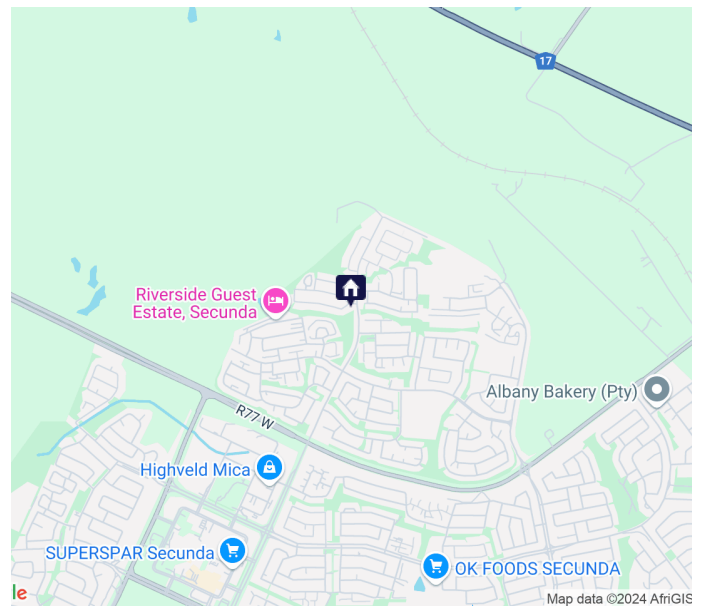 17
Riverside Guest
Estate, Secunda
Albany Bakery (Pty)
R77-W
Highveld Mica
SUPERSPAR Secunda
OK FOODS SECUNDA
le
Map data ©2024 AfriGIS